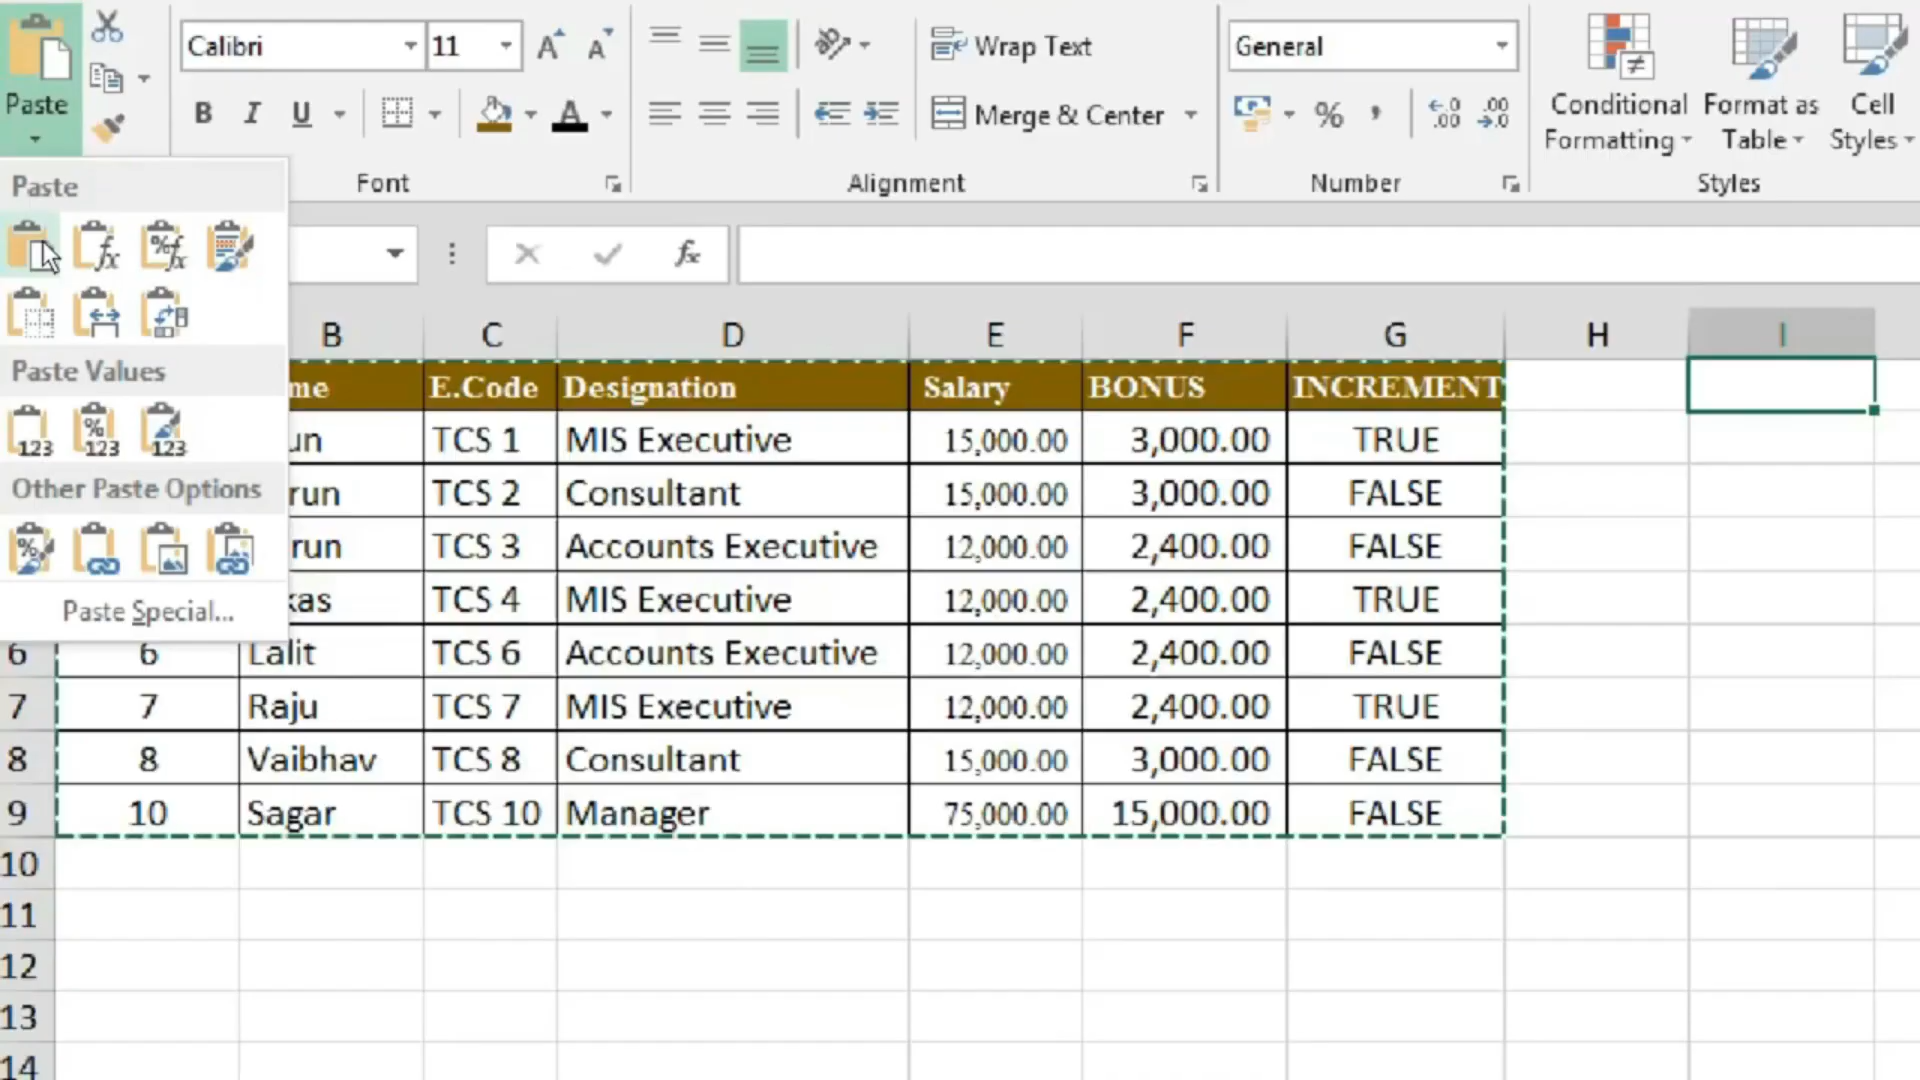 Paste
Calibri
11
B I U
Font
Wrap Text
Merge & Center
Alignment
General
%
Number
Conditional Formatting
Format as Table
Cell Styles
Styles
Paste
Paste Values
Other Paste Options
Paste Special...
fx
B C D E F G H I
me E.Code Designation Salary BONUS INCREMENT
un TCS 1 MIS Executive 15,000.00 3,000.00 TRUE
run TCS 2 Consultant 15,000.00 3,000.00 FALSE
run TCS 3 Accounts Executive 12,000.00 2,400.00 FALSE
kas TCS 4 MIS Executive 12,000.00 2,400.00 TRUE
6 6 Lalit TCS 6 Accounts Executive 12,000.00 2,400.00 FALSE
7 7 Raju TCS 7 MIS Executive 12,000.00 2,400.00 TRUE
8 8 Vaibhav TCS 8 Consultant 15,000.00 3,000.00 FALSE
9 10 Sagar TCS 10 Manager 75,000.00 15,000.00 FALSE
10
11
12
13
14